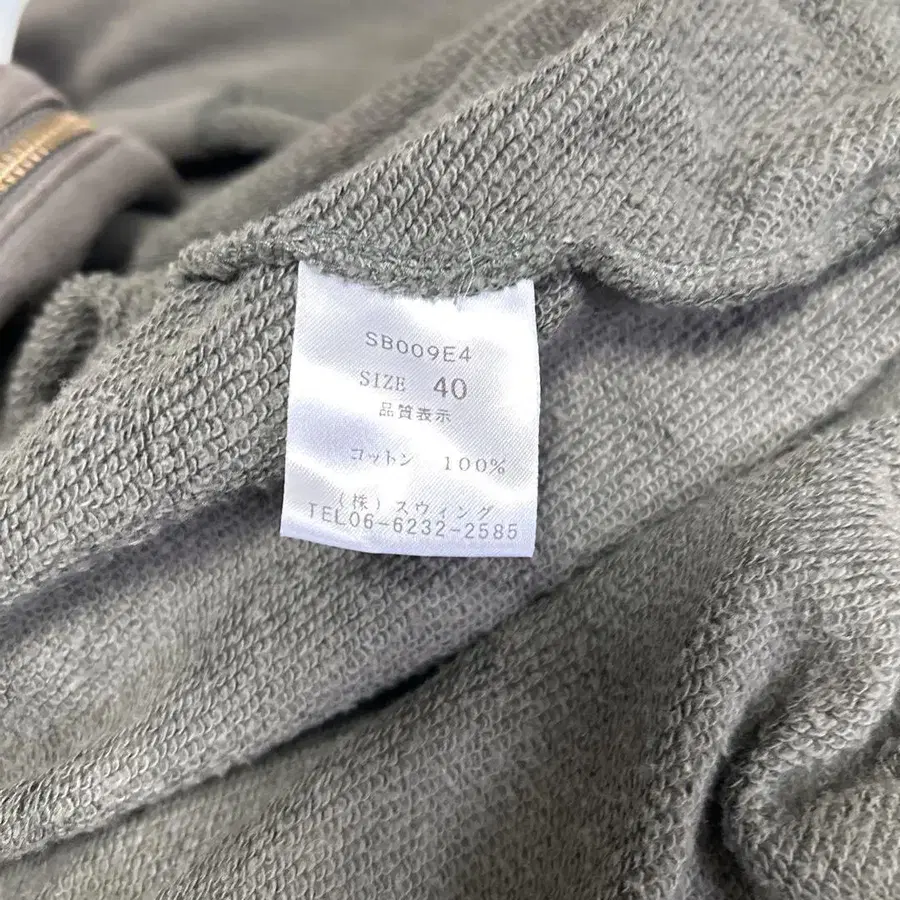 SB009E4
SIZE 40
品質表示
コットン 100%
(株)スウィング
TEL06-6232-2585